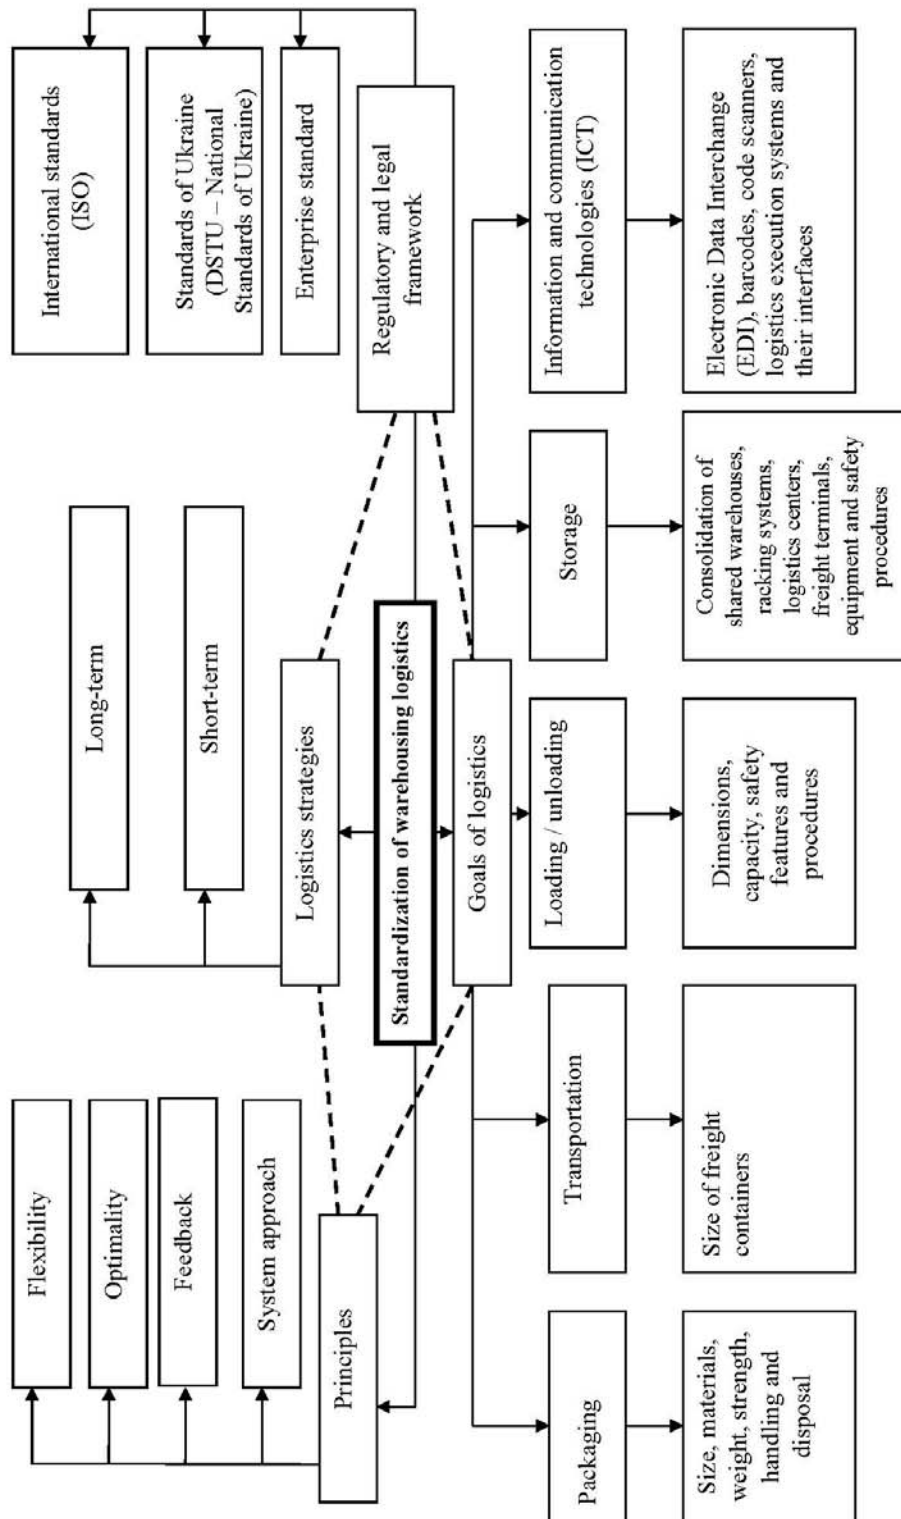 Flexibility
Optimality
Feedback
System approach
Principles
Long-term
Short-term
Logistics strategies
International standards
(ISO)
Standards of Ukraine
(DSTU – National
Standards of Ukraine)
Enterprise standard
Regulatory and legal
framework
Standardization of warehousing logistics
Goals of logistics
Packaging
Transportation
Loading / unloading
Storage
Information and communication
technologies (ICT)
Size, materials,
weight, strength,
handling and
disposal
Size of freight
containers
Dimensions,
capacity, safety
features and
procedures
Consolidation of
shared warehouses,
racking systems,
logistics centers,
freight terminals,
equipment and safety
procedures
Electronic Data Interchange
(EDI), barcodes, code scanners,
logistics execution systems and
their interfaces